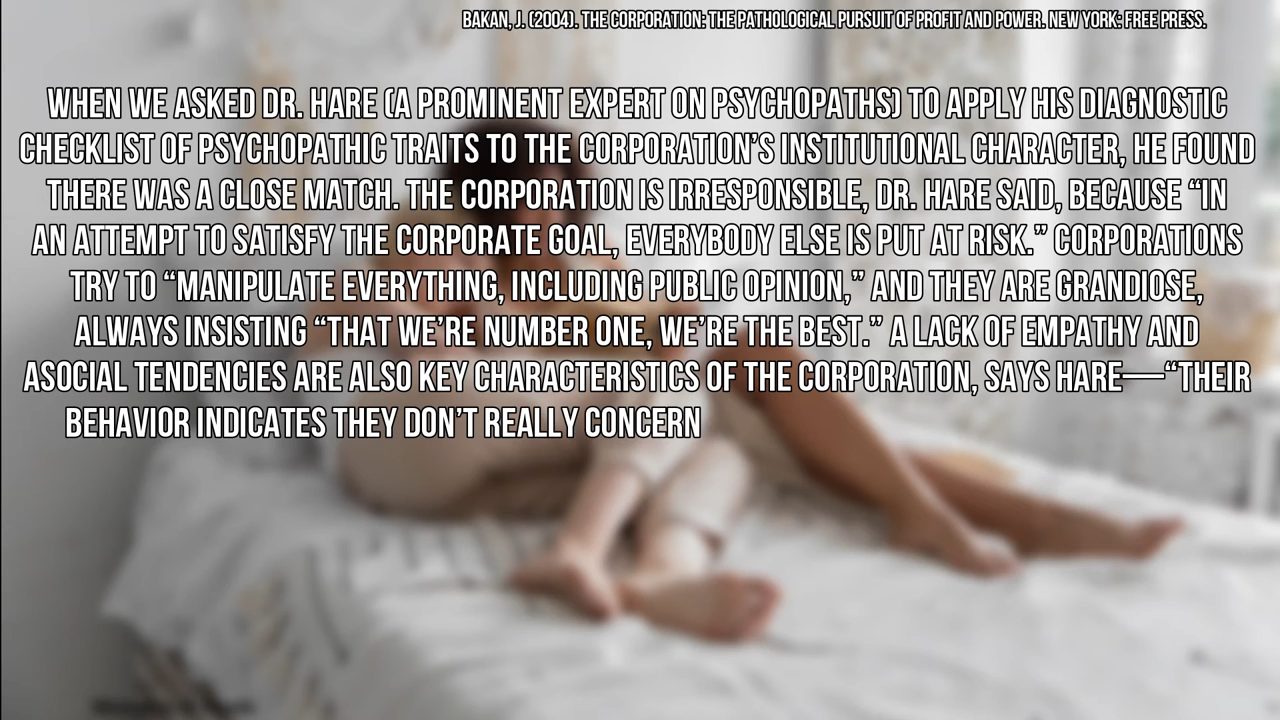 BAKAN, J. (2004). THE CORPORATION: THE PATHOLOGICAL PURSUIT OF PROFIT AND POWER. NEW YORK: FREE PRESS.
WHEN WE ASKED DR. HARE (A PROMINENT EXPERT ON PSYCHOPATHS) TO APPLY HIS DIAGNOSTIC
CHECKLIST OF PSYCHOPATHIC TRAITS TO THE CORPORATION’S INSTITUTIONAL CHARACTER, HE FOUND
THERE WAS A CLOSE MATCH. THE CORPORATION IS IRRESPONSIBLE, DR. HARE SAID, BECAUSE “IN
AN ATTEMPT TO SATISFY THE CORPORATE GOAL, EVERYBODY ELSE IS PUT AT RISK.” CORPORATIONS
TRY TO “MANIPULATE EVERYTHING, INCLUDING PUBLIC OPINION,” AND THEY ARE GRANDIOSE,
ALWAYS INSISTING “THAT WE’RE NUMBER ONE, WE’RE THE BEST.” A LACK OF EMPATHY AND
ASOCIAL TENDENCIES ARE ALSO KEY CHARACTERISTICS OF THE CORPORATION, SAYS HARE—“THEIR
BEHAVIOR INDICATES THEY DON’T REALLY CONCERN